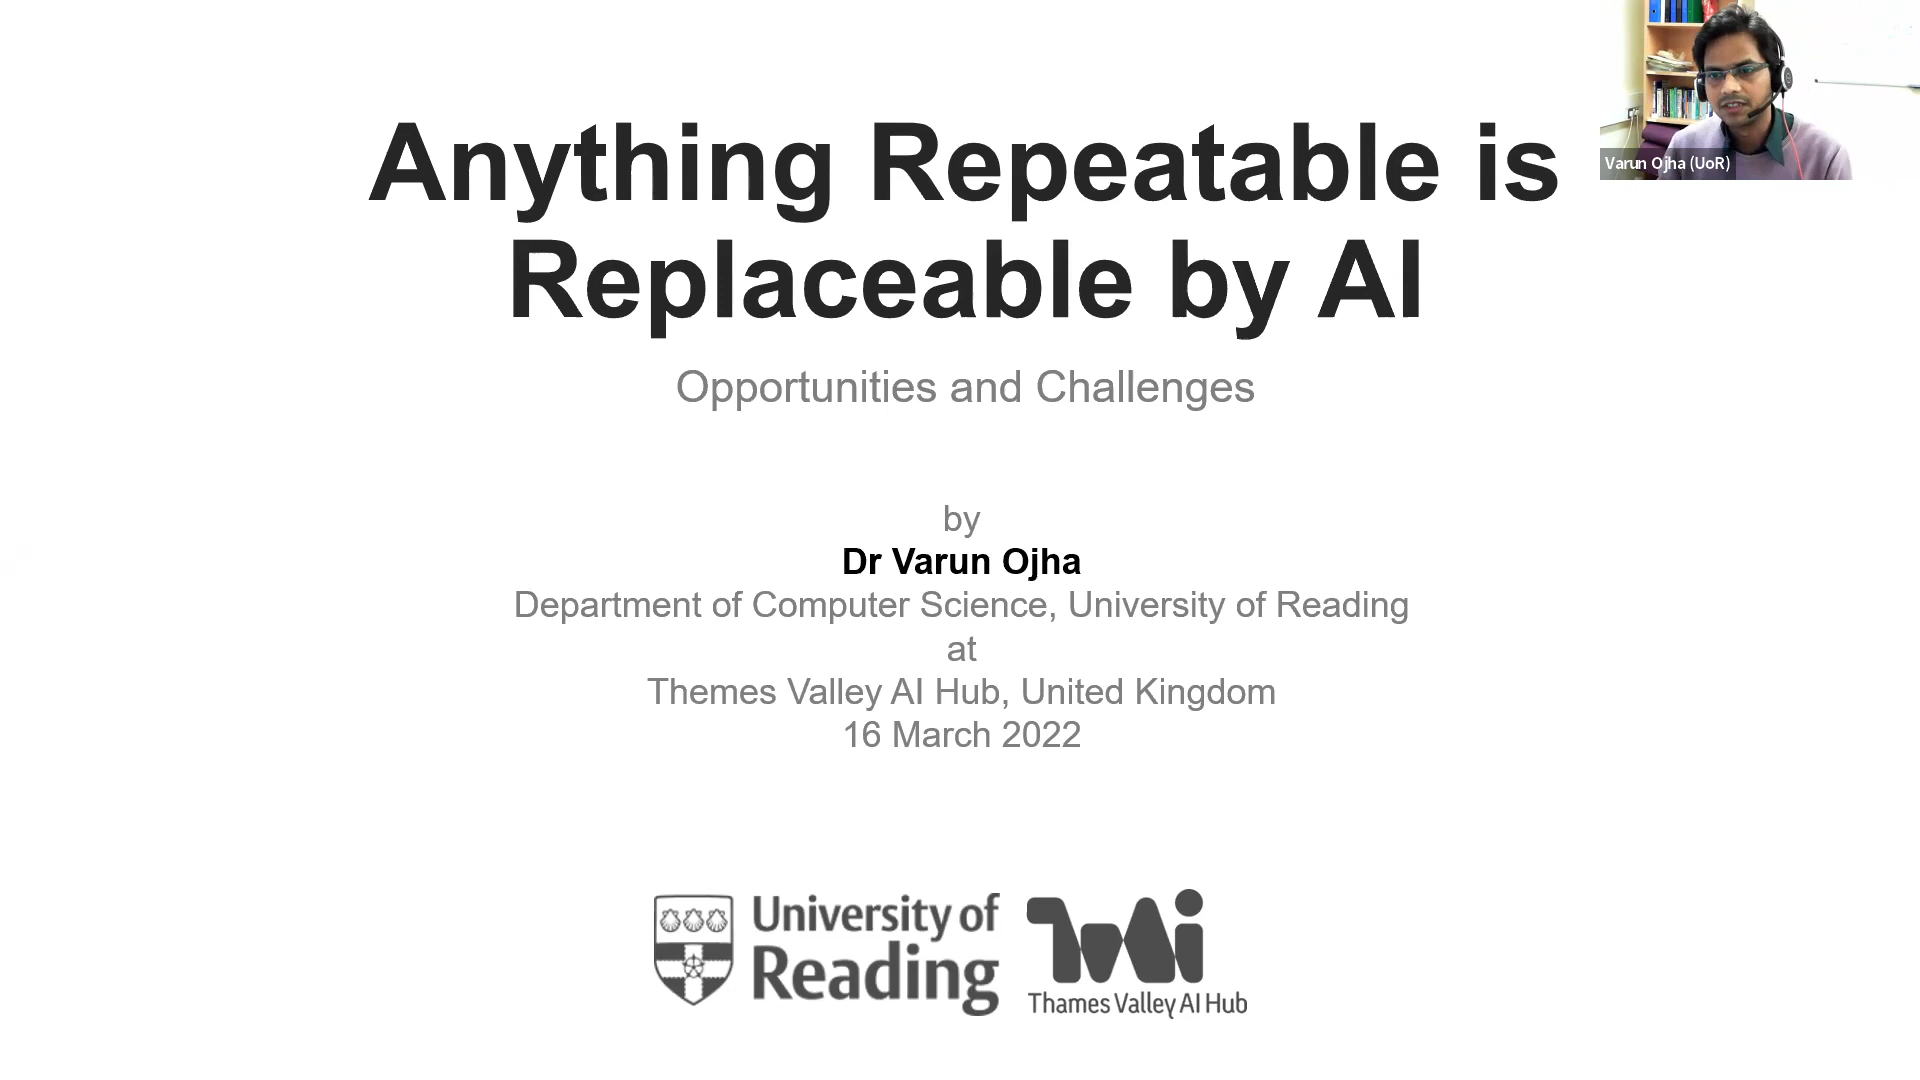 Anything Repeatable is
Replaceable by AI
Opportunities and Challenges
Varun Ojha (UoR)
by
Dr Varun Ojha
Department of Computer Science, University of Reading
at
Themes Valley AI Hub, United Kingdom
16 March 2022
University of
Reading
Thames Valley AI Hub